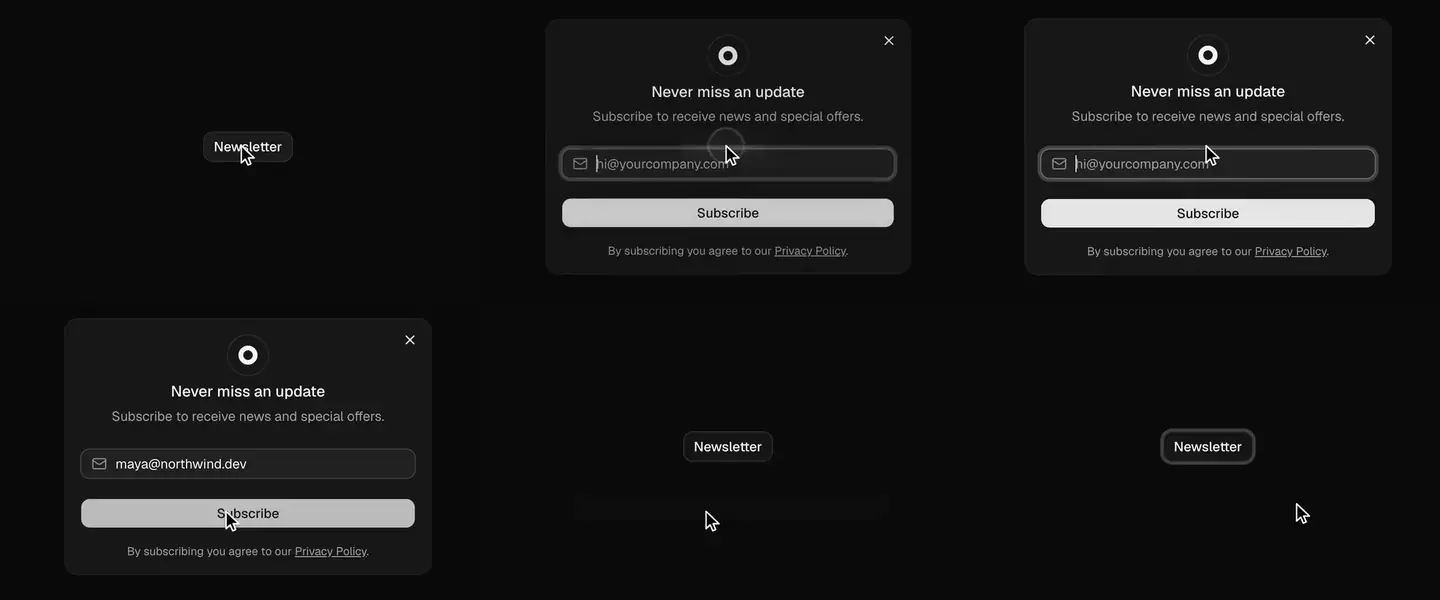 Newsletter
Never miss an update
Subscribe to receive news and special offers.
hi@yourcompany.com
Subscribe
By subscribing you agree to our Privacy Policy.
Never miss an update
Subscribe to receive news and special offers.
hi@yourcompany.com
Subscribe
By subscribing you agree to our Privacy Policy.
Never miss an update
Subscribe to receive news and special offers.
maya@northwind.dev
Subscribe
By subscribing you agree to our Privacy Policy.
Newsletter
Newsletter